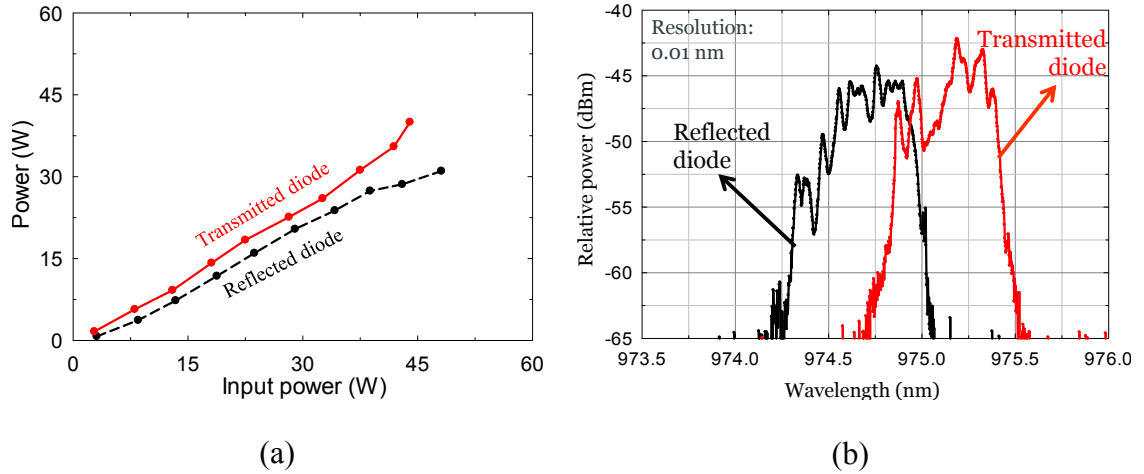 60
45
30
15
0
Power (W)
Transmitted diode
Reflected diode
0
15
30
45
60
Input power (W)
(a)
-40
-45
-50
-55
-60
-65
Relative power (dBm)
Resolution:
0.01 nm
Transmitted
diode
Reflected
diode
973.5
974.0
974.5
975.0
975.5
976.0
Wavelength (nm)
(b)